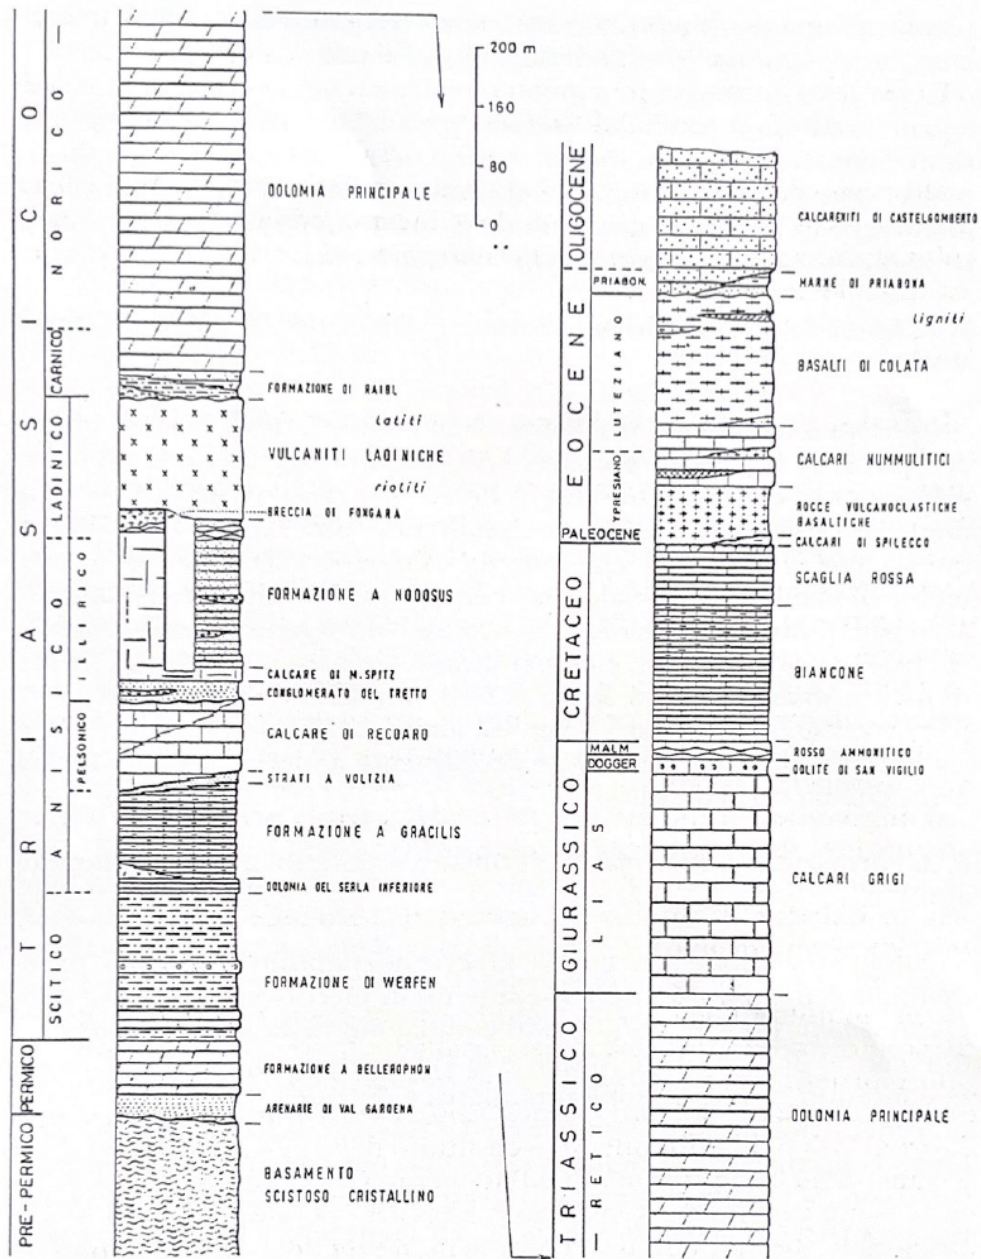 TRIASSICO
PERMICO
PRE-PERMICO
NORICO —
CARNICO
LADINICO
ANISICO
ILLIRICO
PELSONICO
SCITICO
DOLOMIA PRINCIPALE
FORMAZIONE DI RAIBL
latiti
VULCANITI LADINICHE
riotiti
BRECCIA DI FONGARA
FORMAZIONE A NODOSUS
CALCARE DI M. SPITZ
CONGLOMERATO DEL TRETTO
CALCARE DI RECOARO
STRATI A VOLTZIA
FORMAZIONE A GRACILIS
DOLOMIA DEL SERLA INFERIORE
FORMAZIONE DI WERFEN
FORMAZIONE A BELLEROPHON
ARENARIE DI VAL GARDENA
BASAMENTO
SCISTOSO CRISTALLINO
200 m
160
80
0
OLIGOCENE
EOCENE
PRIABON.
LUTEZIANO
YPRESIANO
PALEOCENE
CRETACEO
GIURASSICO
MALM
DOGGER
LIAS
TRIASSICO
— RETICO
CALCARENITI DI CASTELGOMBERTO
MARNE DI PRIABONA
ligniti
BASALTI DI COLATA
CALCARI NUMMULITICI
ROCCE VULCANOCLASTICHE
BASALTICHE
CALCARI DI SPILECCO
SCAGLIA ROSSA
BIANCONE
ROSSO AMMONITICO
OOLITE DI SAN VIGILIO
CALCARI GRIGI
DOLOMIA PRINCIPALE